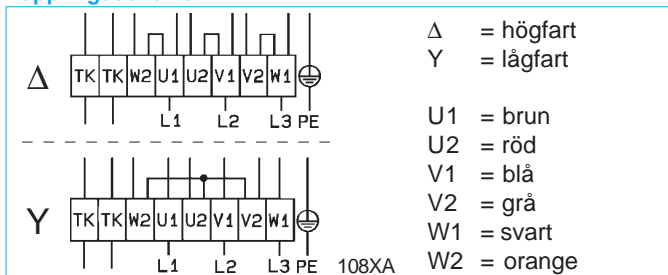 Δ = högfart
Y = lågfart
Δ
TK TK W2 U1 U2 V1 V2 W1
L1 L2 L3 PE
Y
TK TK W2 U1 U2 V1 V2 W1
L1 L2 L3 PE
108XA
U1 = brun
U2 = röd
V1 = blå
V2 = grå
W1 = svart
W2 = orange